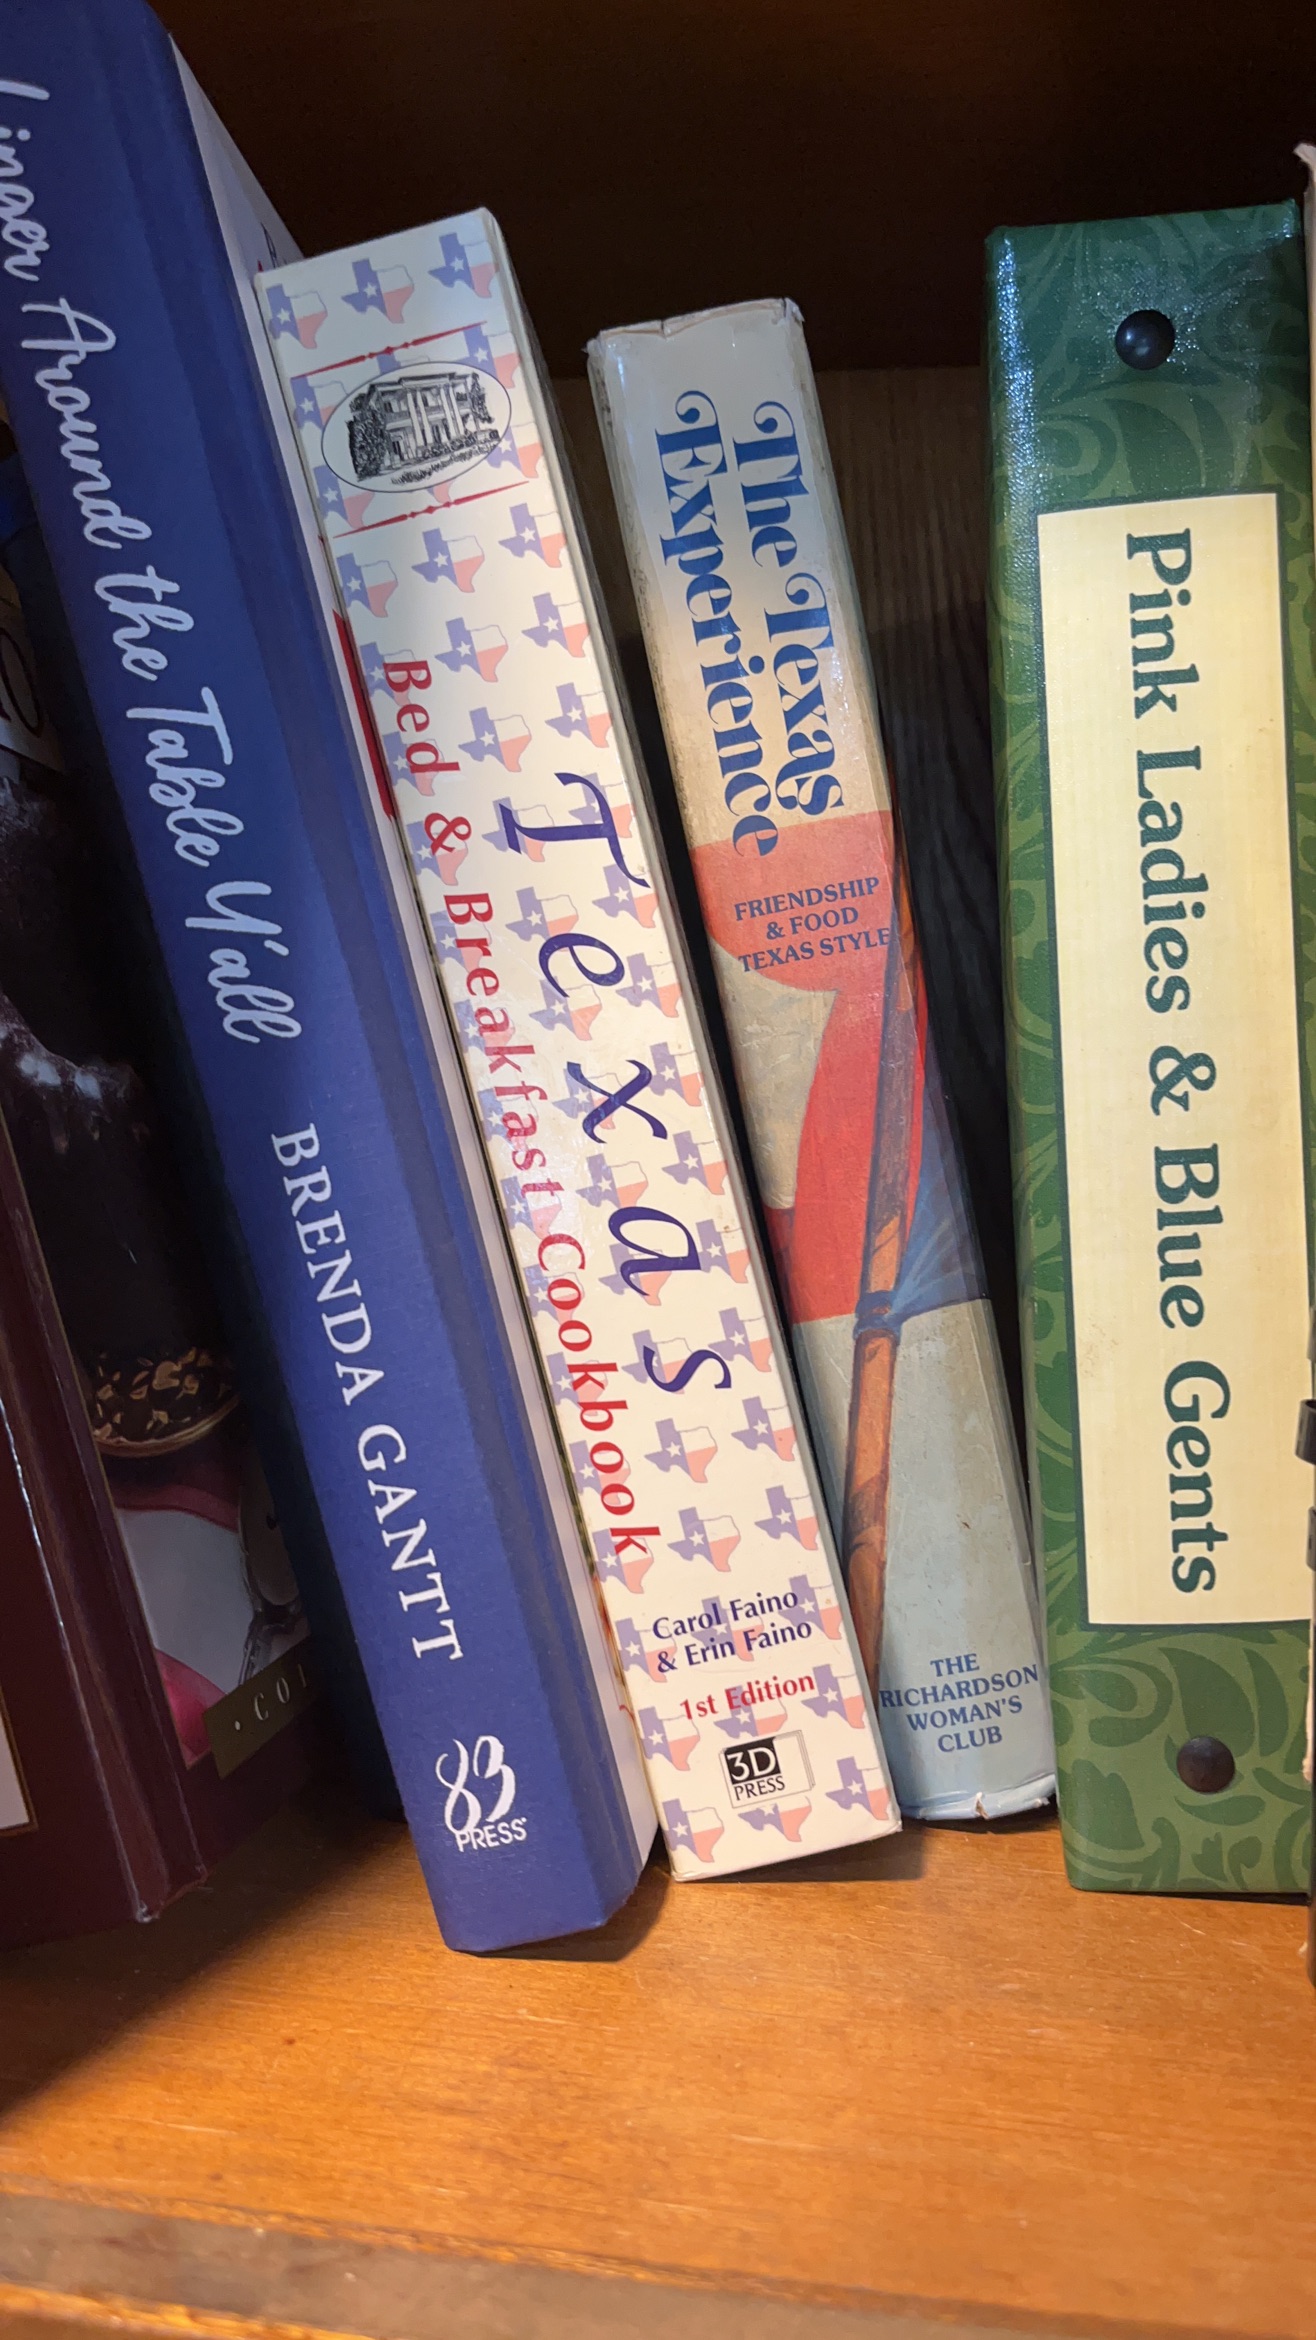 Linger Around the Table Y'all
BRENDA GANTT
83
PRESS
Texas
Bed & Breakfast Cookbook
Carol Faino
& Erin Faino
1st Edition
3D
PRESS
The Texas
Experience
FRIENDSHIP
& FOOD
TEXAS STYLE
THE
RICHARDSON
WOMAN'S
CLUB
Pink Ladies & Blue Gents